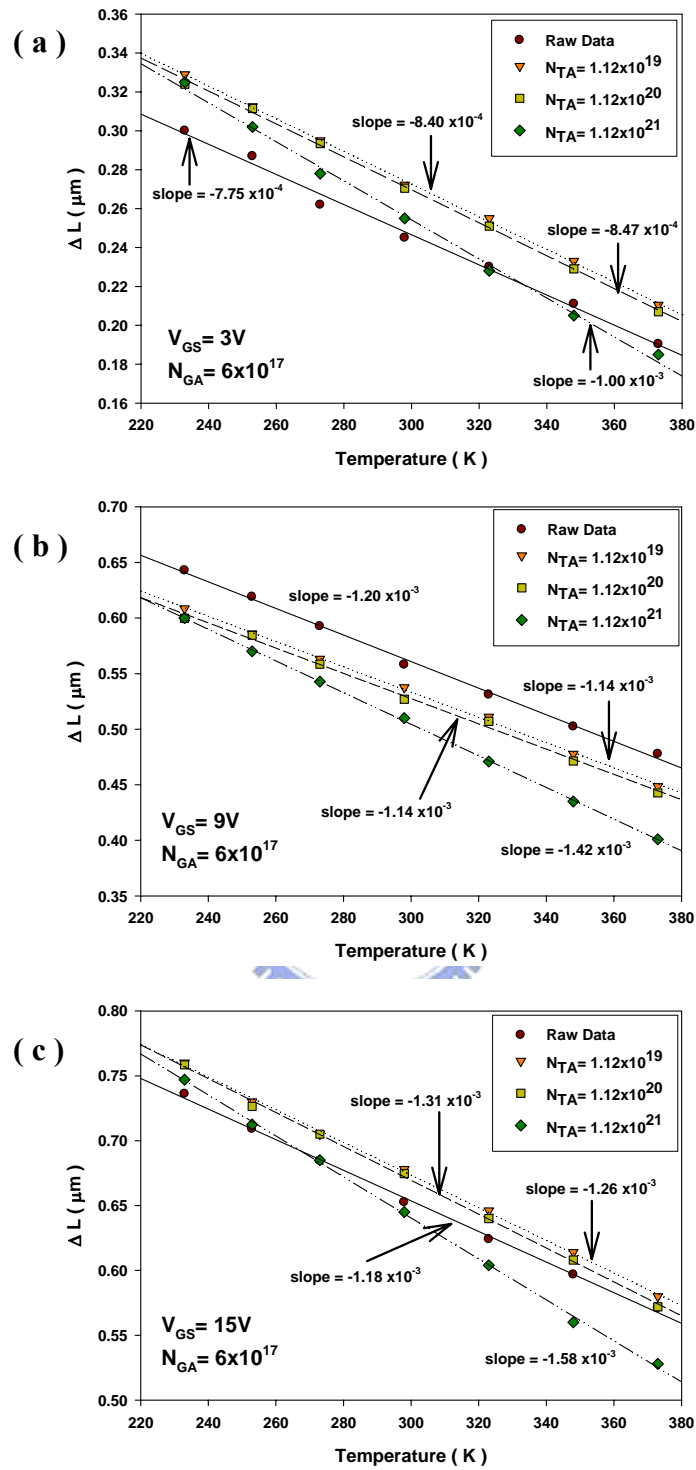 ( a )
0.36
0.34
0.32
0.30
0.28
0.26
0.24
0.22
0.20
0.18
0.16
Δ L ( μm )
Raw Data
N_TA= 1.12x10^19
N_TA= 1.12x10^20
N_TA= 1.12x10^21
slope = -8.40 x10^-4
slope = -7.75 x10^-4
slope = -8.47 x10^-4
slope = -1.00 x10^-3
V_GS= 3V
N_GA= 6x10^17
220 240 260 280 300 320 340 360 380
Temperature ( K )
( b )
0.70
0.65
0.60
0.55
0.50
0.45
0.40
0.35
Δ L ( μm )
Raw Data
N_TA= 1.12x10^19
N_TA= 1.12x10^20
N_TA= 1.12x10^21
slope = -1.20 x10^-3
slope = -1.14 x10^-3
slope = -1.14 x10^-3
slope = -1.42 x10^-3
V_GS= 9V
N_GA= 6x10^17
220 240 260 280 300 320 340 360 380
Temperature ( K )
( c )
0.80
0.75
0.70
0.65
0.60
0.55
0.50
Δ L ( μm )
Raw Data
N_TA= 1.12x10^19
N_TA= 1.12x10^20
N_TA= 1.12x10^21
slope = -1.31 x10^-3
slope = -1.26 x10^-3
slope = -1.18 x10^-3
slope = -1.58 x10^-3
V_GS= 15V
N_GA= 6x10^17
220 240 260 280 300 320 340 360 380
Temperature ( K )